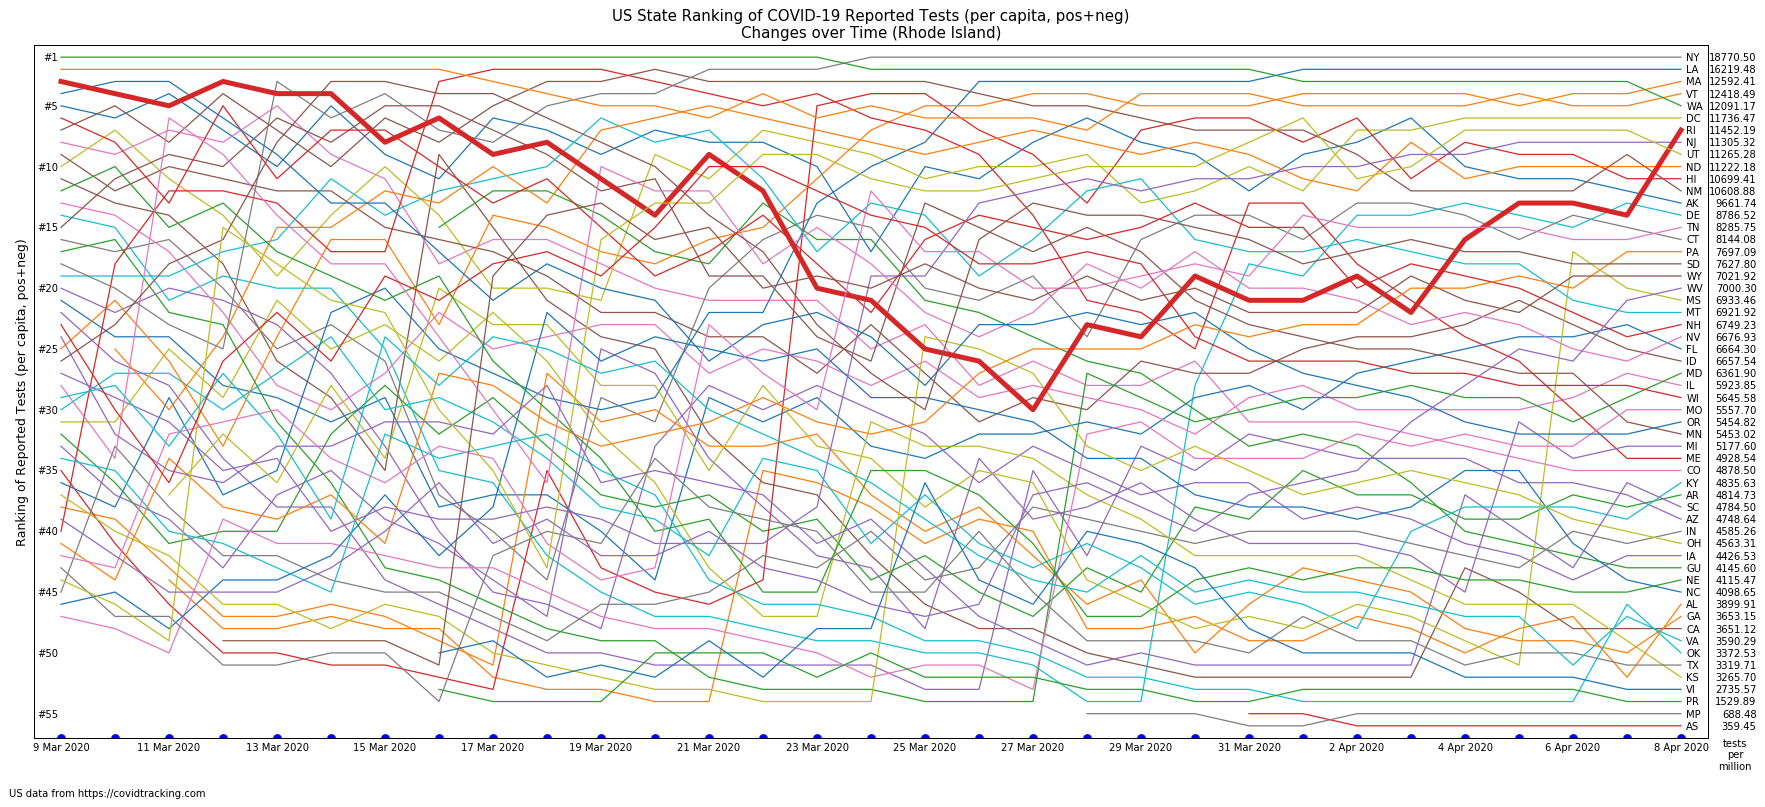 US State Ranking of COVID-19 Reported Tests (per capita, pos+neg)
Changes over Time (Rhode Island)
Ranking of Reported Tests (per capita, pos+neg)
#1
#5
#10
#15
#20
#25
#30
#35
#40
#45
#50
#55
NY 18770.50
LA 16219.48
MA 12592.41
VT 12418.49
WA 12091.17
DC 11736.47
RI 11452.19
NJ 11305.32
UT 11265.28
ND 11222.18
HI 10699.41
NM 10608.88
AK 9661.74
DE 8786.52
TN 8285.75
CT 8144.08
PA 7697.09
SD 7627.80
WY 7021.92
WV 7000.30
MS 6933.46
MT 6921.92
NH 6749.23
NV 6676.93
FL 6664.30
ID 6657.54
MD 6361.90
IL 5923.85
WI 5645.58
MO 5557.70
OR 5454.82
MN 5453.02
MI 5177.60
ME 4928.54
CO 4878.50
KY 4835.63
AR 4814.73
SC 4784.50
AZ 4748.64
IN 4585.26
OH 4563.31
IA 4426.53
GU 4145.60
NE 4115.47
NC 4098.65
AL 3899.91
GA 3653.15
CA 3651.12
VA 3590.29
OK 3372.53
TX 3319.71
KS 3265.70
VI 2735.57
PR 1529.89
MP 688.48
AS 359.45
9 Mar 2020 11 Mar 2020 13 Mar 2020 15 Mar 2020 17 Mar 2020 19 Mar 2020 21 Mar 2020 23 Mar 2020 25 Mar 2020 27 Mar 2020 29 Mar 2020 31 Mar 2020 2 Apr 2020 4 Apr 2020 6 Apr 2020 8 Apr 2020
tests
per
million
US data from https://covidtracking.com